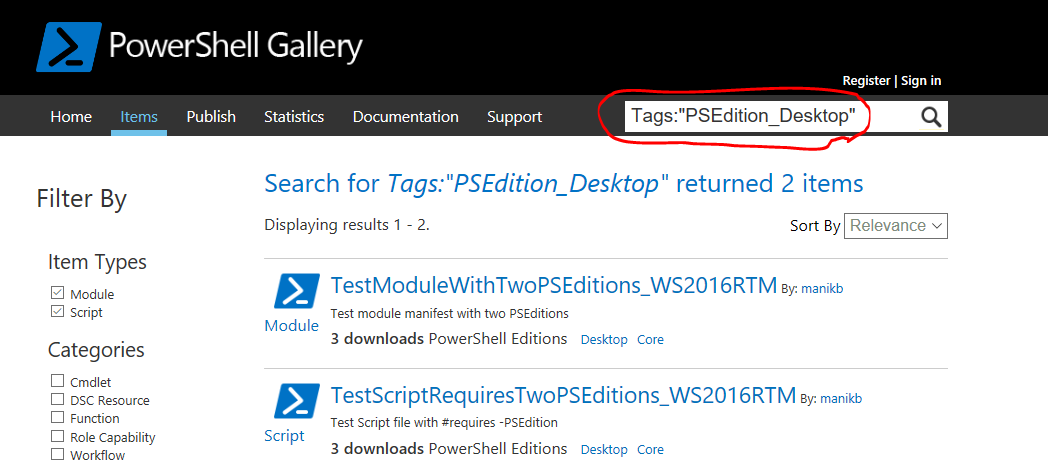 PowerShell Gallery
Register | Sign in
Home Items Publish Statistics Documentation Support Tags:"PSEdition_Desktop"
Filter By
Search for Tags:"PSEdition_Desktop" returned 2 items
Displaying results 1 - 2. Sort By Relevance
Item Types
Module
Script
Categories
Cmdlet
DSC Resource
Function
Role Capability
Workflow
TestModuleWithTwoPSEditions_WS2016RTM By: manikb
Module
Test module manifest with two PSEditions
3 downloads PowerShell Editions Desktop Core
TestScriptRequiresTwoPSEditions_WS2016RTM By: manikb
Script
Test Script file with #requires -PSEdition
3 downloads PowerShell Editions Desktop Core